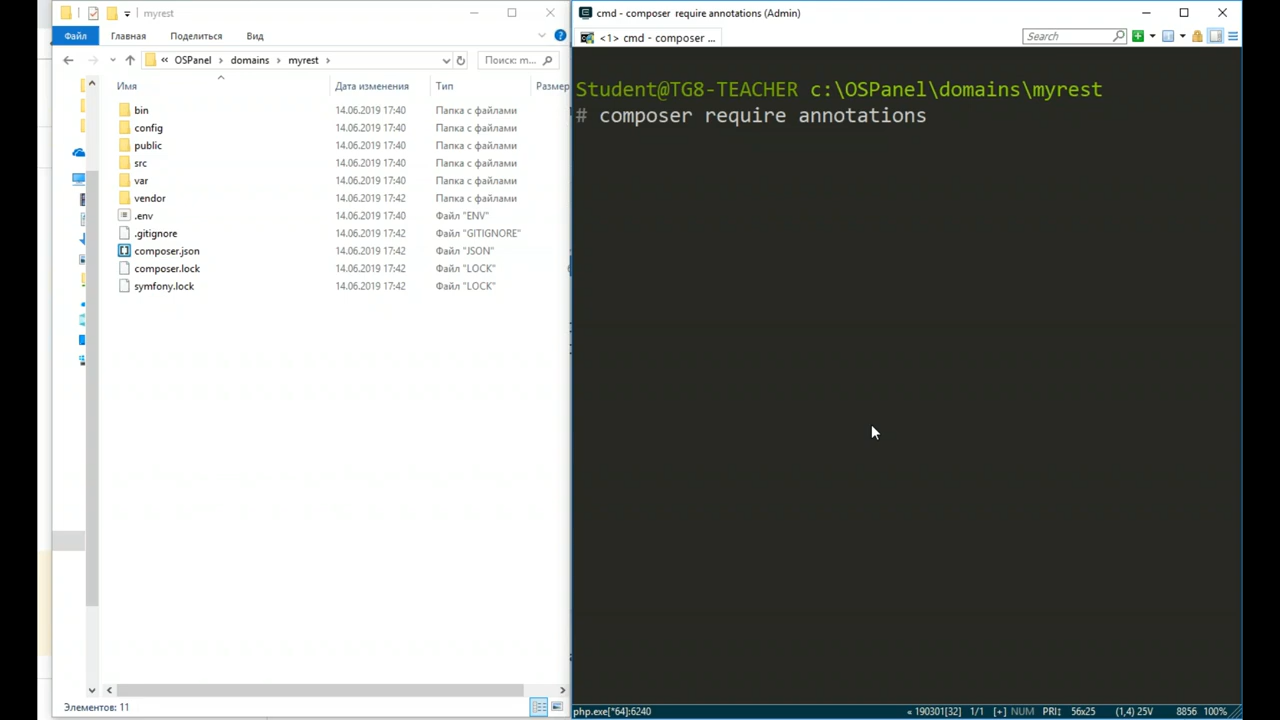 myrest
Файл Главная Поделиться Вид
« OSPanel › domains › myrest ›
Поиск: m...
Имя Дата изменения Тип Размер
bin 14.06.2019 17:40 Папка с файлами
config 14.06.2019 17:40 Папка с файлами
public 14.06.2019 17:40 Папка с файлами
src 14.06.2019 17:40 Папка с файлами
var 14.06.2019 17:40 Папка с файлами
vendor 14.06.2019 17:42 Папка с файлами
.env 14.06.2019 17:40 Файл "ENV"
.gitignore 14.06.2019 17:42 Файл "GITIGNORE"
composer.json 14.06.2019 17:42 Файл "JSON"
composer.lock 14.06.2019 17:42 Файл "LOCK"
symfony.lock 14.06.2019 17:42 Файл "LOCK"
Элементов: 11
cmd - composer require annotations (Admin)
<1> cmd - composer ...
Search
Student@TG8-TEACHER c:\OSPanel\domains\myrest
# composer require annotations
php.exe[*64]:6240 « 190301[32] 1/1 [+] NUM PRI: 56x25 (1,4) 25V 8856 100%